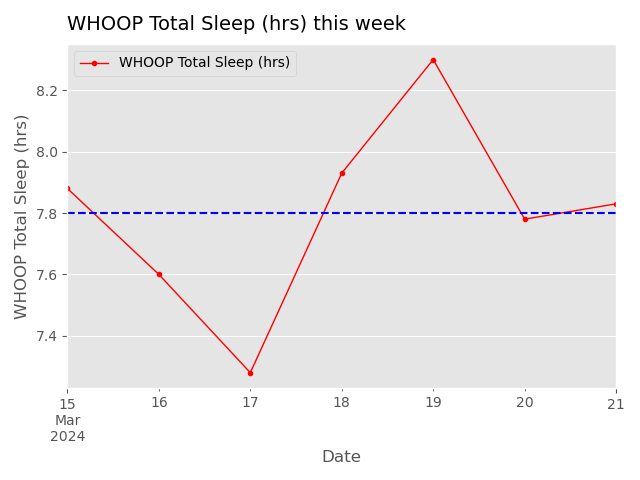 WHOOP Total Sleep (hrs) this week
WHOOP Total Sleep (hrs)
WHOOP Total Sleep (hrs)
8.2
8.0
7.8
7.6
7.4
15 16 17 18 19 20 21
Mar
2024
Date